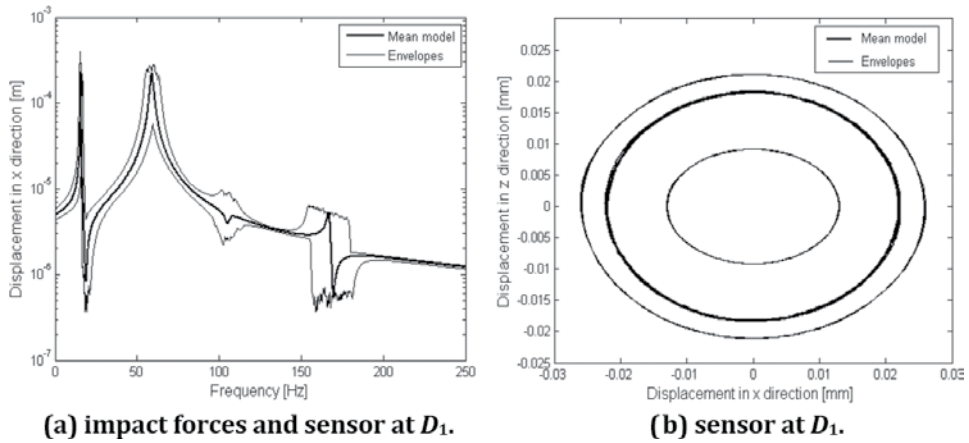 10^-3
10^-4
10^-5
10^-6
10^-7
Displacement in x direction [m]
Mean model
Envelopes
0 50 100 150 200 250
Frequency [Hz]
(a) impact forces and sensor at D1.
0.025
0.02
0.015
0.01
0.005
0
-0.005
-0.01
-0.015
-0.02
-0.025
Displacement in z direction [mm]
Mean model
Envelopes
-0.03 -0.02 -0.01 0 0.01 0.02 0.03
Displacement in x direction [mm]
(b) sensor at D1.